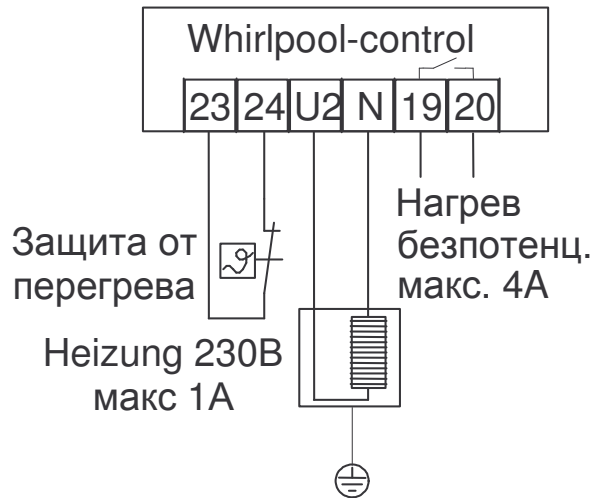 Whirlpool-control
23 24 U2 N 19 20
Защита от
перегрева
Нагрев
безпотенц.
макс. 4A
Heizung 230В
макс 1A